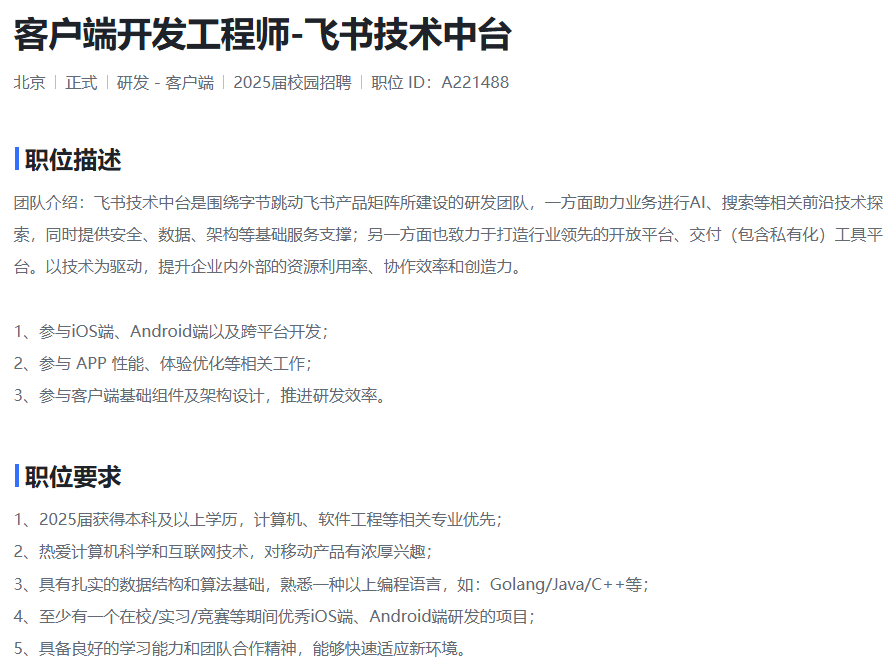 客户端开发工程师-飞书技术中台
北京 | 正式 | 研发 - 客户端 | 2025届校园招聘 | 职位 ID：A221488
职位描述
团队介绍：飞书技术中台是围绕字节跳动飞书产品矩阵所建设的研发团队，一方面助力业务进行AI、搜索等相关前沿技术探
索，同时提供安全、数据、架构等基础服务支撑；另一方面也致力于打造行业领先的开放平台、交付（包含私有化）工具平
台。以技术为驱动，提升企业内外部的资源利用率、协作效率和创造力。
1、参与iOS端、Android端以及跨平台开发；
2、参与 APP 性能、体验优化等相关工作；
3、参与客户端基础组件及架构设计，推进研发效率。
职位要求
1、2025届获得本科及以上学历，计算机、软件工程等相关专业优先；
2、热爱计算机科学和互联网技术，对移动产品有浓厚兴趣；
3、具有扎实的数据结构和算法基础，熟悉一种以上编程语言，如：Golang/Java/C++等；
4、至少有一个在校/实习/竞赛等期间优秀iOS端、Android端研发的项目；
5、具备良好的学习能力和团队合作精神，能够快速适应新环境。